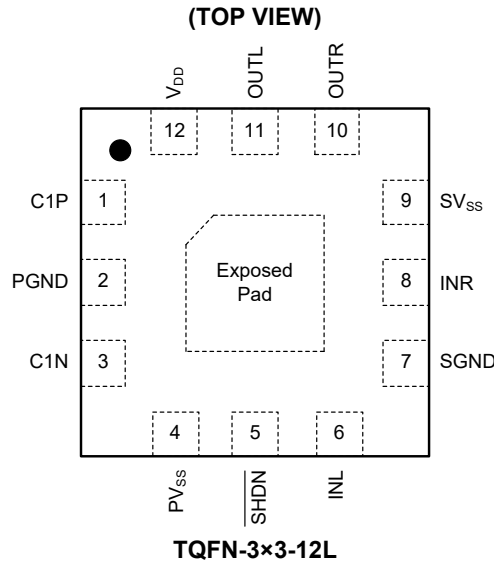 (TOP VIEW)
V_DD OUTL OUTR
12 11 10
C1P 1 9 SV_SS
PGND 2 Exposed Pad 8 INR
C1N 3 7 SGND
4 5 6
PV_SS S̅H̅D̅N̅ INL
TQFN-3×3-12L